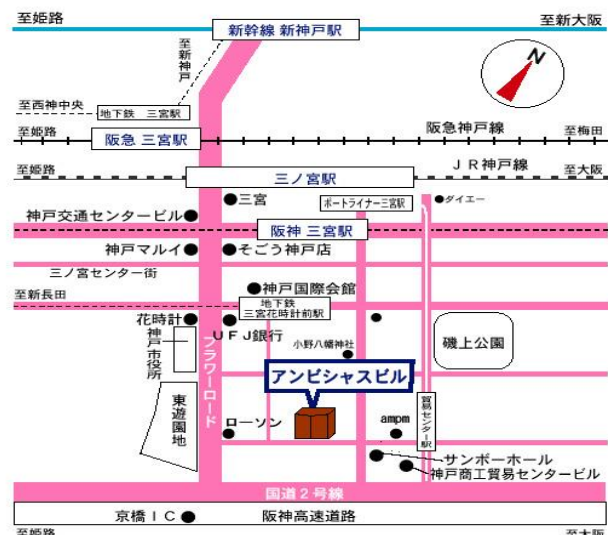 至姫路
至新大阪
新幹線 新神戸駅
至新神戸
N
至西神中央
地下鉄 三宮駅
至姫路
阪急 三宮駅
阪急神戸線
至梅田
至姫路
三ノ宮駅
JR神戸線
至大阪
三宮
ポートライナー三宮駅
ダイエー
神戸交通センタービル
阪神 三宮駅
神戸マルイ
そごう神戸店
三ノ宮センター街
神戸国際会館
至新長田
地下鉄
三宮花時計前駅
花時計
UFJ銀行
神戸市役所
フラワーロード
小野八幡神社
磯上公園
アンビシャスビル
東遊園地
ローソン
ampm
貿易センター駅
サンボーホール
神戸商工貿易センタービル
国道2号線
京橋IC
阪神高速道路
至姫路
至大阪